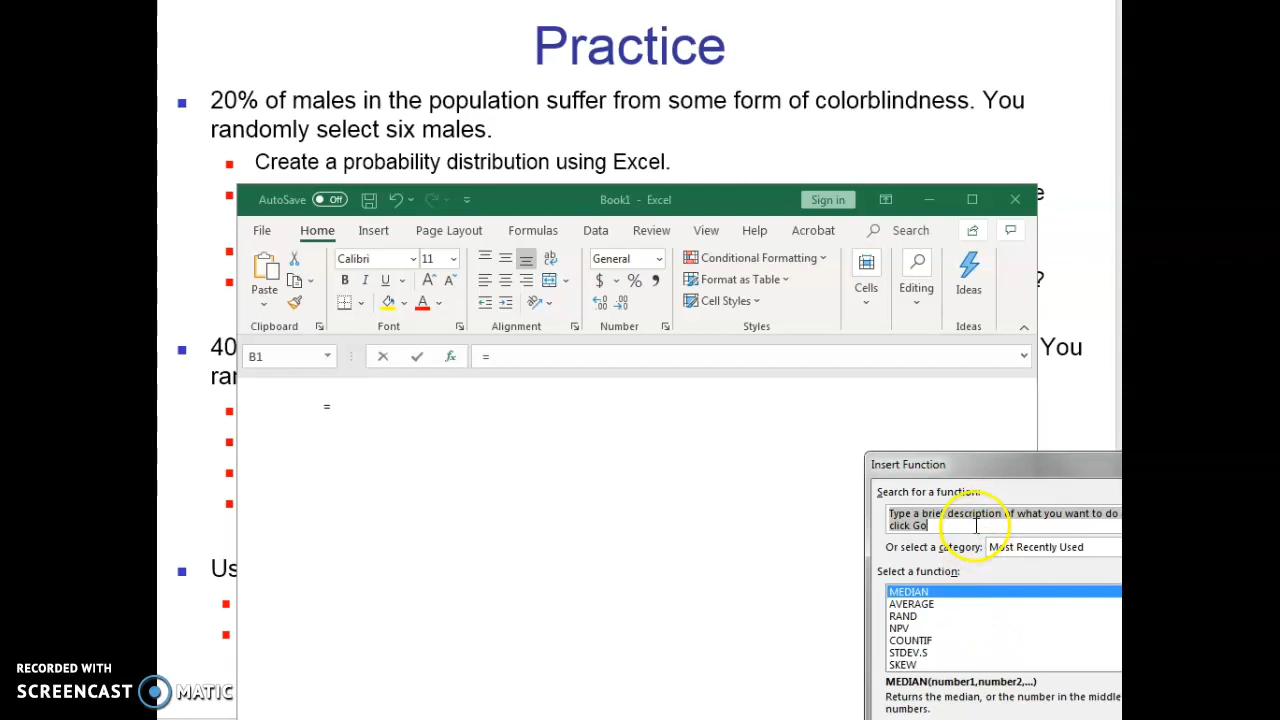 Practice
20% of males in the population suffer from some form of colorblindness. You
randomly select six males.
Create a probability distribution using Excel.
AutoSave Off Book1 - Excel Sign in
File Home Insert Page Layout Formulas Data Review View Help Acrobat Search
Paste
Calibri 11
B I U A A A
General
$ % ,
Conditional Formatting
Format as Table
Cell Styles
Cells
Editing
Ideas
Clipboard Font Alignment Number Styles Ideas
?
40 You
B1 fx =
=
Insert Function
Search for a function:
Type a brief description of what you want to do
click Go
Or select a category: Most Recently Used
Select a function:
MEDIAN
AVERAGE
RAND
NPV
COUNTIF
STDEV.S
SKEW
MEDIAN(number1,number2,...)
Returns the median, or the number in the middle
numbers.
RECORDED WITH
SCREENCAST MATIC